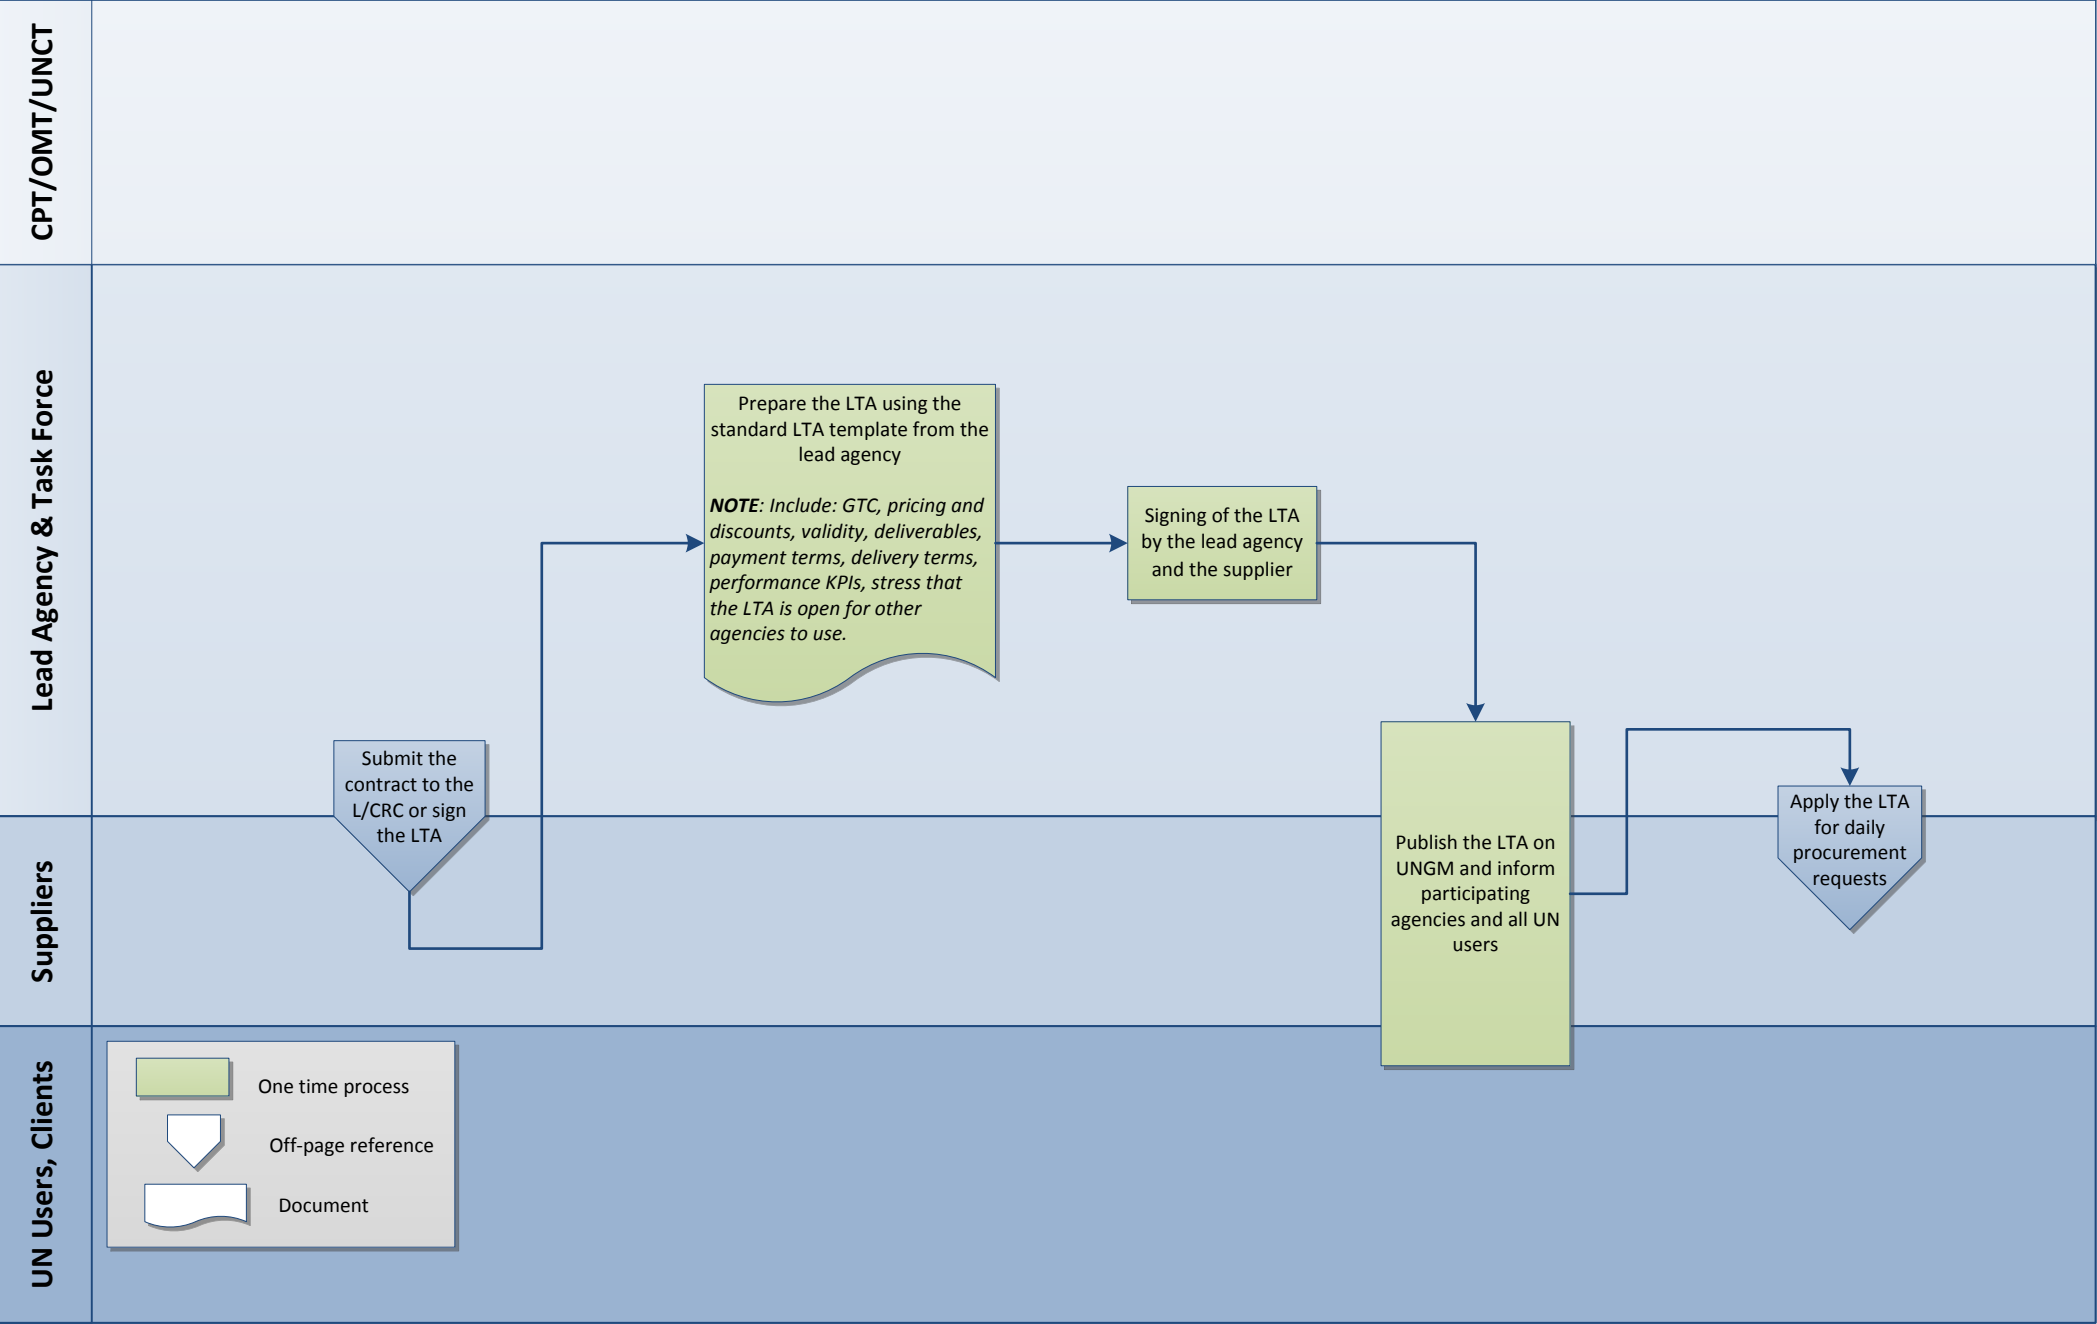 CPT/OMT/UNCT
Lead Agency & Task Force
Prepare the LTA using the
standard LTA template from the
lead agency
NOTE: Include: GTC, pricing and
discounts, validity, deliverables,
payment terms, delivery terms,
performance KPIs, stress that
the LTA is open for other
agencies to use.
Signing of the LTA
by the lead agency
and the supplier
Submit the
contract to the
L/CRC or sign
the LTA
Publish the LTA on
UNGM and inform
participating
agencies and all UN
users
Apply the LTA
for daily
procurement
requests
Suppliers
UN Users, Clients
One time process
Off-page reference
Document